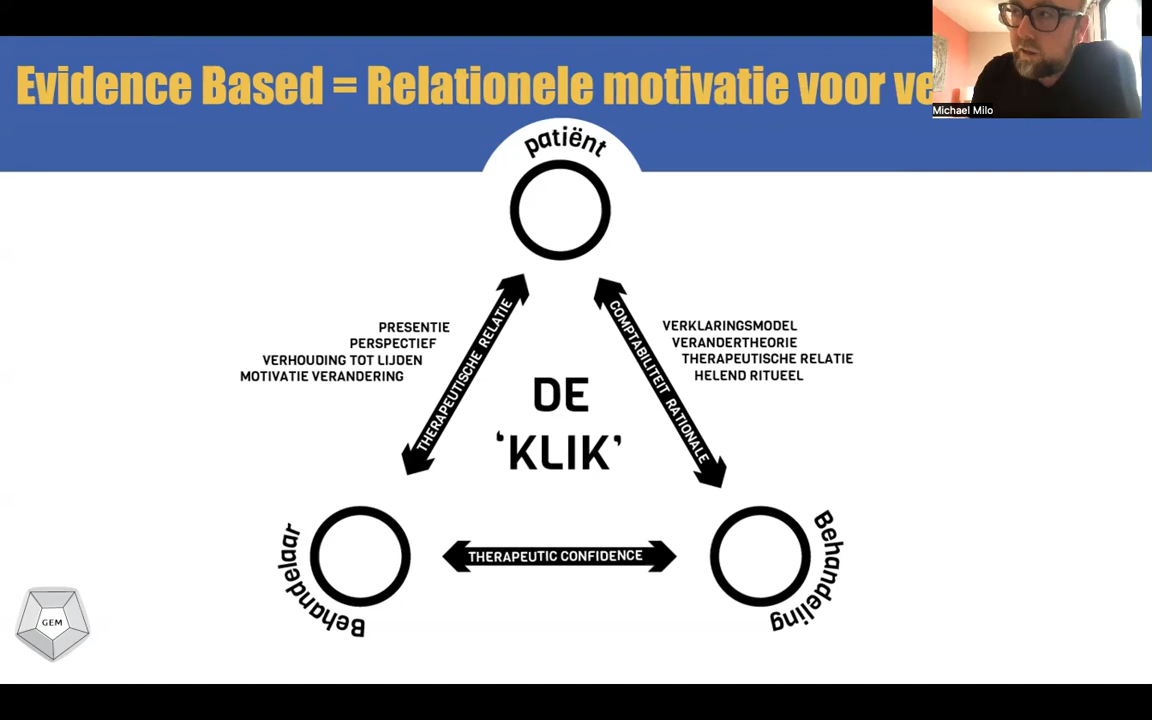 Evidence Based = Relationele motivatie voor
Michael Milo
patiënt
PRESENTIE
PERSPECTIEF
VERHOUDING TOT LIJDEN
MOTIVATIE VERANDERING
THERAPEUTISCHE RELATIE
COMPTABILITEIT RATIONALE
VERKLARINGSMODEL
VERANDERTHEORIE
THERAPEUTISCHE RELATIE
HELEND RITUEEL
DE
‘KLIK’
Behandelaar
THERAPEUTIC CONFIDENCE
Behandeling
GEM